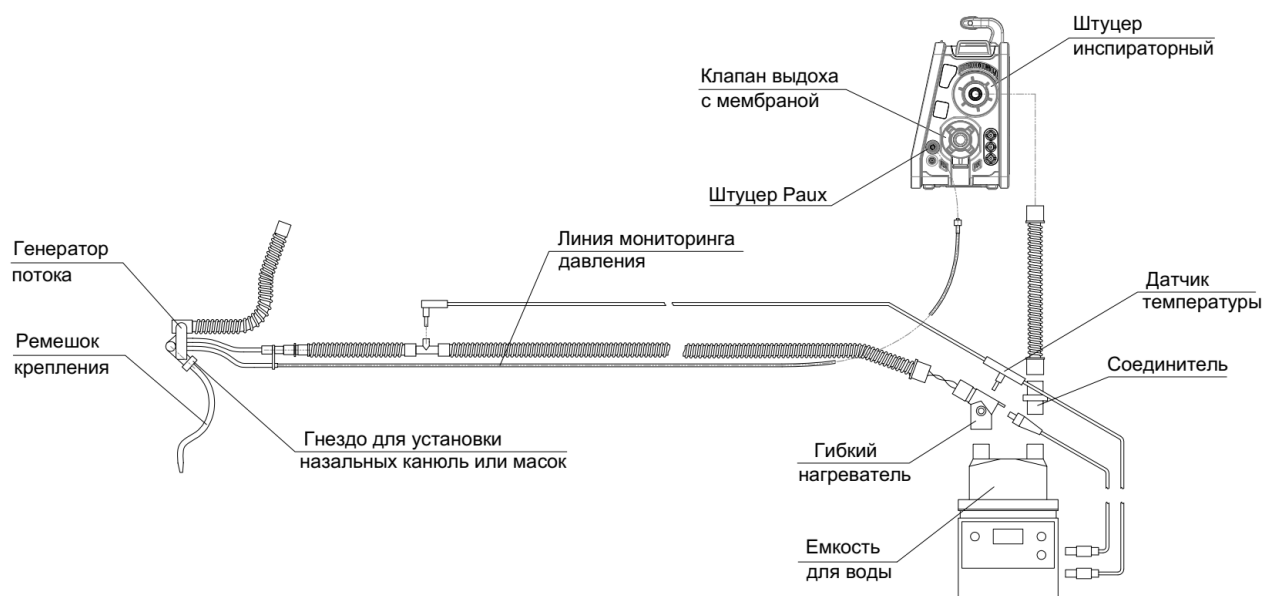 Штуцер
инспираторный
Клапан выдоха
с мембраной
Штуцер Paux
Генератор
потока
Линия мониторинга
давления
Датчик
температуры
Ремешок
крепления
Соединитель
Гнездо для установки
назальных канюль или масок
Гибкий
нагреватель
Емкость
для воды